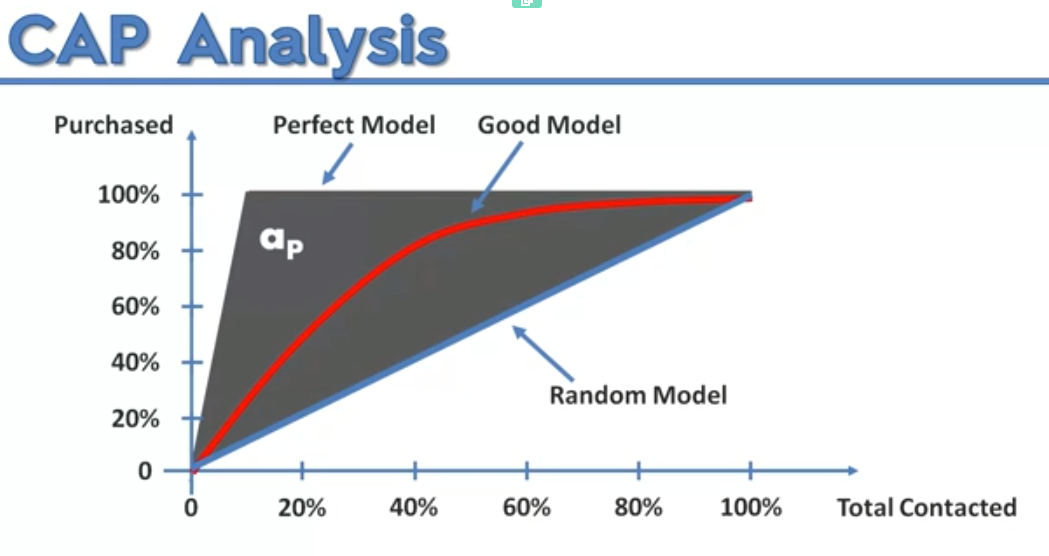 CAP Analysis
Purchased
Perfect Model
Good Model
100%
80%
60%
40%
20%
0
aP
Random Model
0
20%
40%
60%
80%
100%
Total Contacted